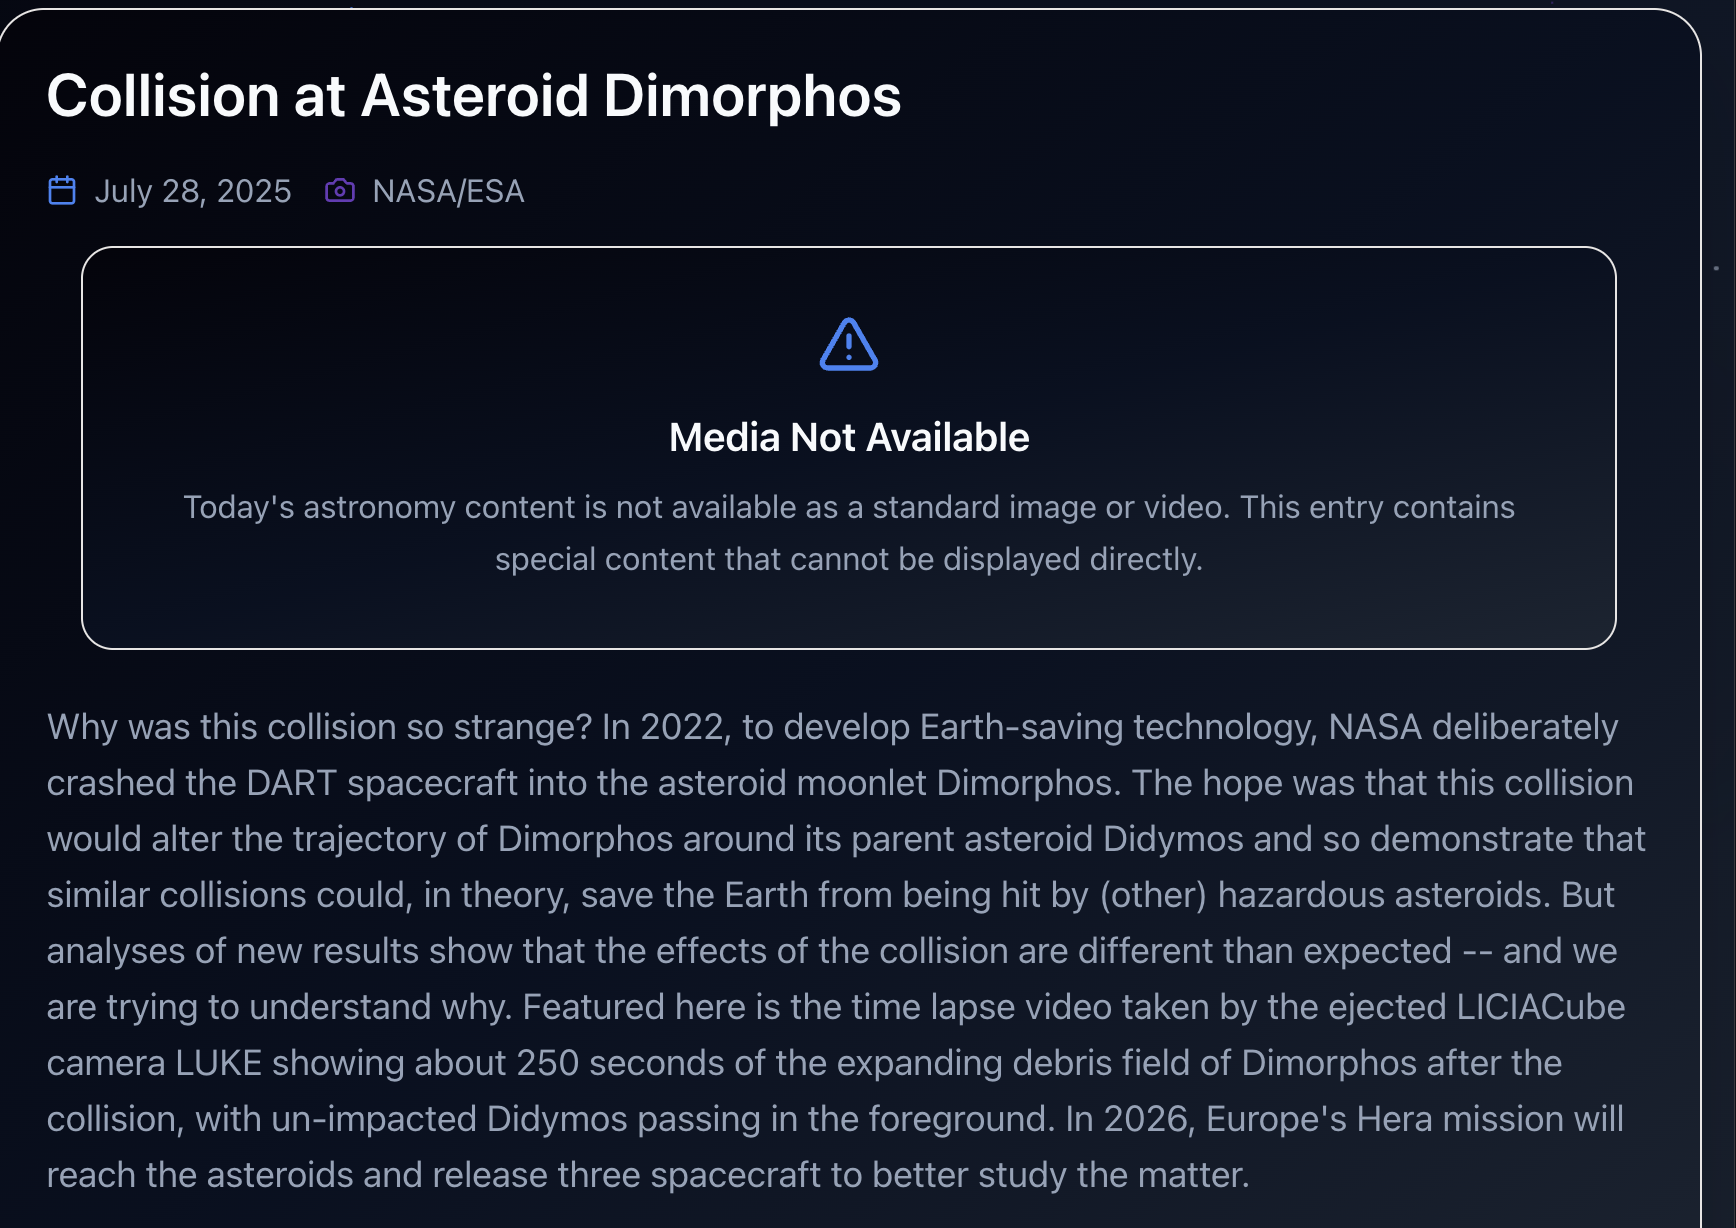 Collision at Asteroid Dimorphos
July 28, 2025 NASA/ESA
Media Not Available
Today's astronomy content is not available as a standard image or video. This entry contains
special content that cannot be displayed directly.
Why was this collision so strange? In 2022, to develop Earth-saving technology, NASA deliberately
crashed the DART spacecraft into the asteroid moonlet Dimorphos. The hope was that this collision
would alter the trajectory of Dimorphos around its parent asteroid Didymos and so demonstrate that
similar collisions could, in theory, save the Earth from being hit by (other) hazardous asteroids. But
analyses of new results show that the effects of the collision are different than expected -- and we
are trying to understand why. Featured here is the time lapse video taken by the ejected LICIACube
camera LUKE showing about 250 seconds of the expanding debris field of Dimorphos after the
collision, with un-impacted Didymos passing in the foreground. In 2026, Europe's Hera mission will
reach the asteroids and release three spacecraft to better study the matter.